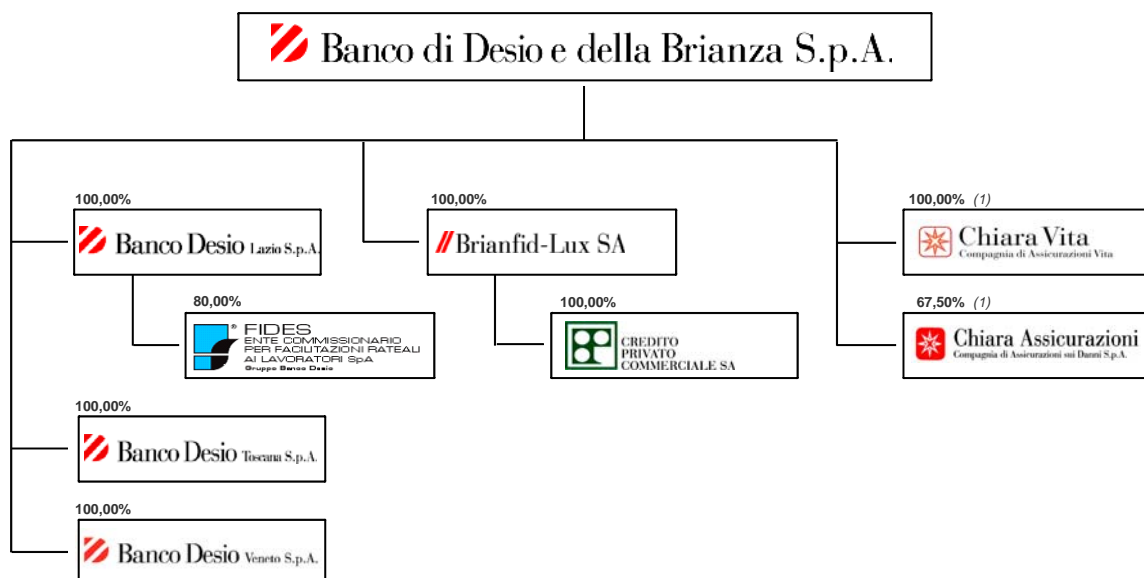 Banco di Desio e della Brianza S.p.A.
100,00%
Banco Desio Lazio S.p.A.
80,00%
® FIDES
ENTE COMMISSIONARIO
PER FACILITAZIONI RATEALI
AI LAVORATORI SpA
Gruppo Banco Desio
100,00%
Banco Desio Toscana S.p.A.
100,00%
Banco Desio Veneto S.p.A.
100,00%
Brianfid-Lux SA
100,00%
CREDITO
PRIVATO
COMMERCIALE SA
100,00% (1)
Chiara Vita
Compagnia di Assicurazioni Vita
67,50% (1)
Chiara Assicurazioni
Compagnia di Assicurazioni sui Danni S.p.A.